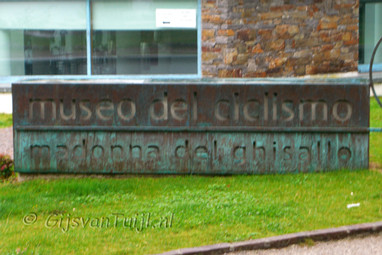 museo del ciclismo
madonna del ghisallo
© GijsvanTuijl.nl